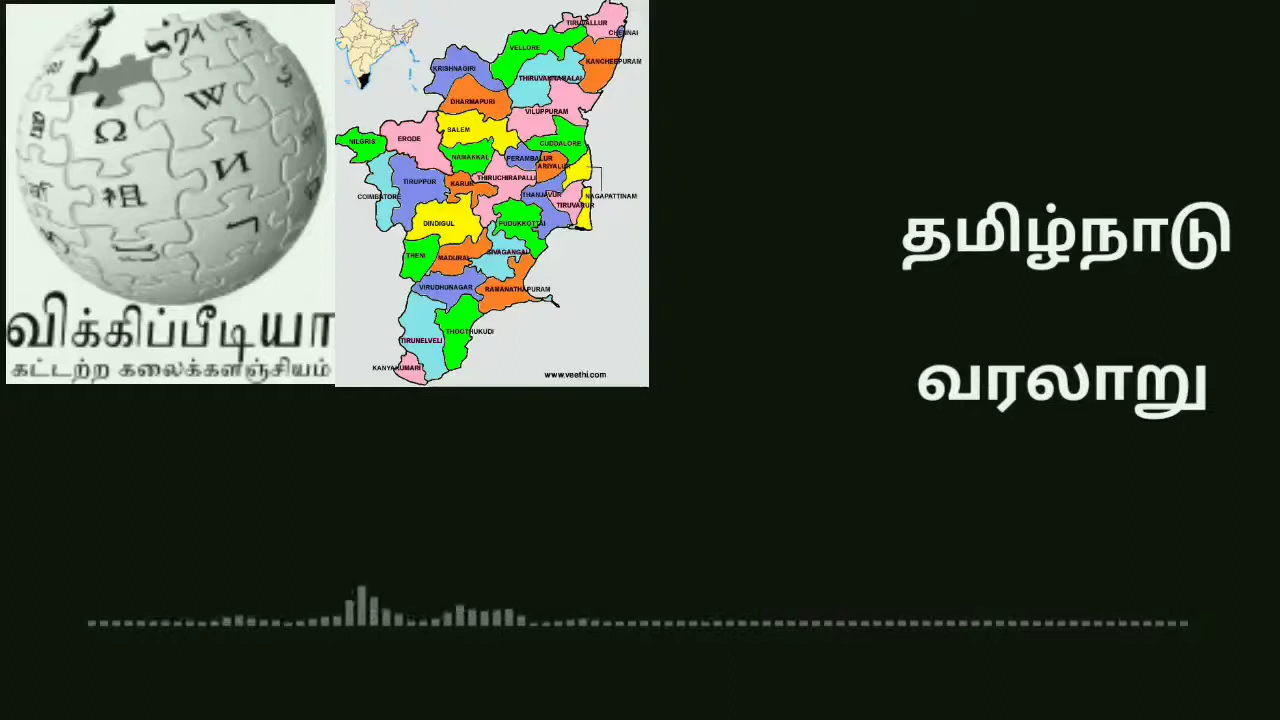 விக்கிப்பீடியா
கட்டற்ற கலைக்களஞ்சியம்
W
Ω
И
祖
TIRUVALLUR
CHENNAI
VELLORE
KANCHEEPURAM
KRISHNAGIRI
THIRUVANNAMALAI
DHARMAPURI
VILUPPURAM
SALEM
NILGRIS
ERODE
CUDDALORE
NAMAKKAL
PERAMBALUR
ARIYALUR
TIRUPPUR
KARUR
THIRUCHIRAPALLI
COIMBATORE
THANJAVUR
NAGAPATTINAM
TIRUVARUR
DINDIGUL
PUDUKKOTTAI
THENI
MADURAI
SIVAGANGAI
VIRUDHUNAGAR
RAMANATHAPURAM
THOOTHUKUDI
TIRUNELVELI
KANYAKUMARI
www.veethi.com
தமிழ்நாடு
வரலாறு